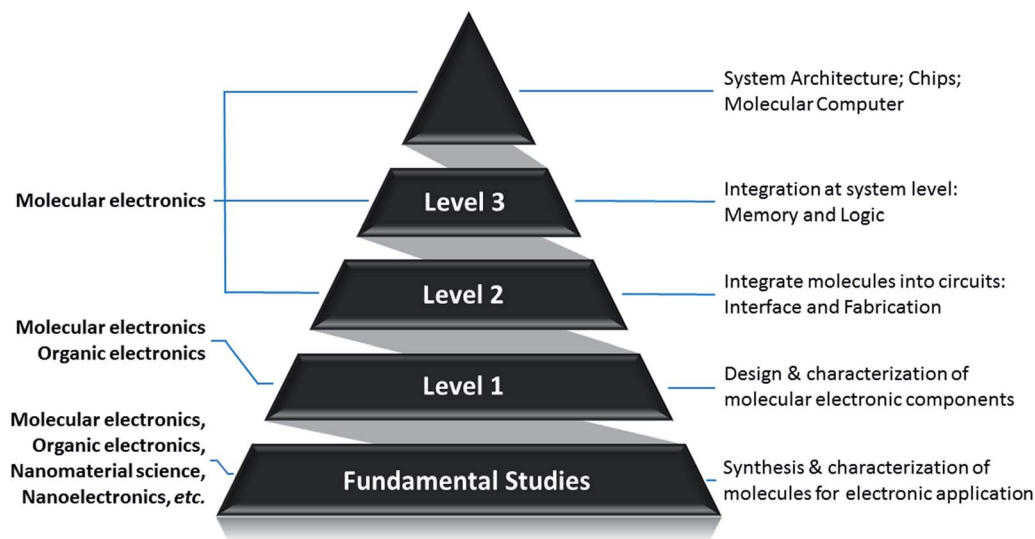 System Architecture; Chips;
Molecular Computer
Molecular electronics
Level 3
Integration at system level:
Memory and Logic
Level 2
Integrate molecules into circuits:
Interface and Fabrication
Molecular electronics
Organic electronics
Level 1
Design & characterization of
molecular electronic components
Molecular electronics,
Organic electronics,
Nanomaterial science,
Nanoelectronics, etc.
Fundamental Studies
Synthesis & characterization of
molecules for electronic application